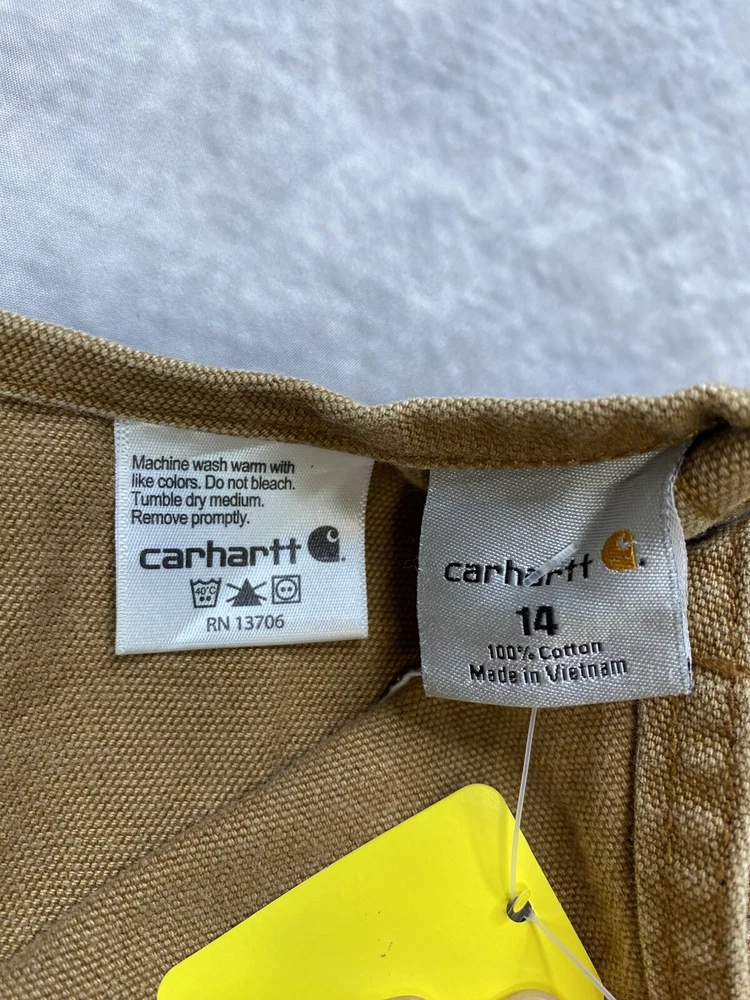 Machine wash warm with
like colors. Do not bleach.
Tumble dry medium.
Remove promptly.
carhartt
40°C
RN 13706
carhartt
14
100% Cotton
Made in Vietnam